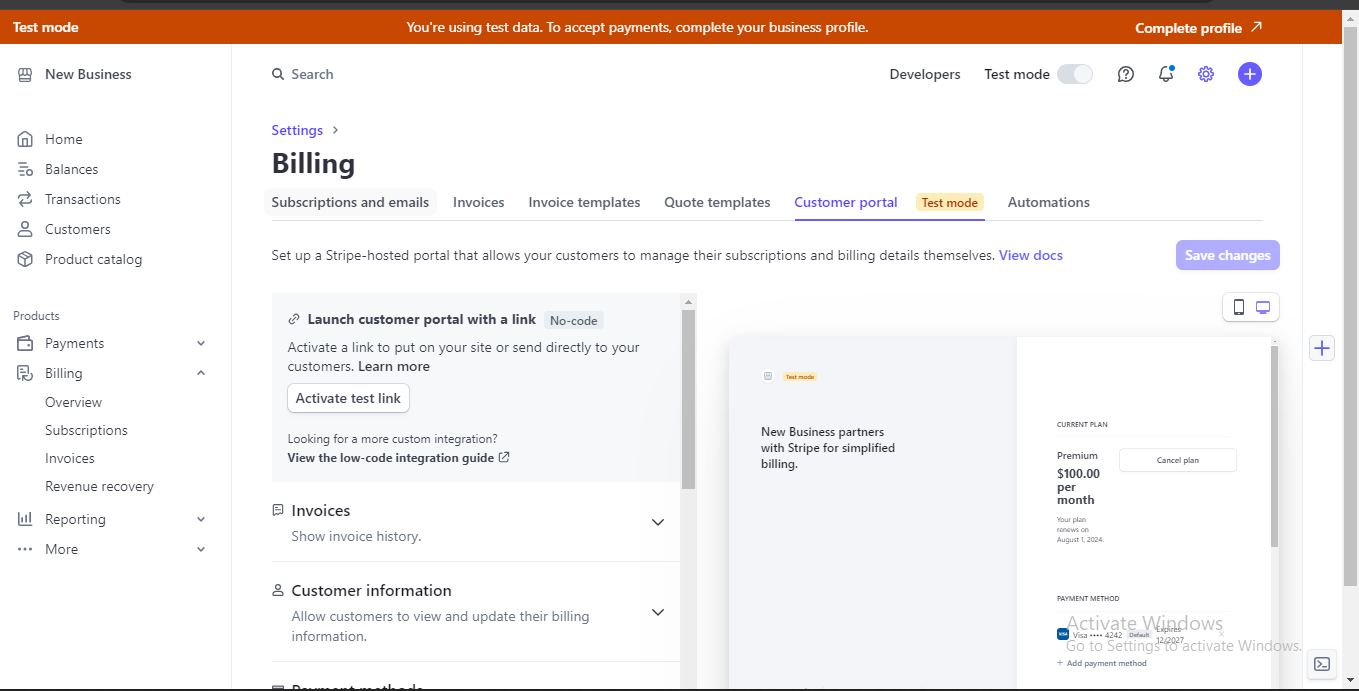 Test mode
You're using test data. To accept payments, complete your business profile.
Complete profile
New Business
Search
Developers
Test mode
Home
Balances
Transactions
Customers
Product catalog
Products
Payments
Billing
Overview
Subscriptions
Invoices
Revenue recovery
Reporting
More
Settings
Billing
Subscriptions and emails
Invoices
Invoice templates
Quote templates
Customer portal
Test mode
Automations
Set up a Stripe-hosted portal that allows your customers to manage their subscriptions and billing details themselves. View docs
Save changes
Launch customer portal with a link No-code
Activate a link to put on your site or send directly to your
customers. Learn more
Activate test link
Looking for a more custom integration?
View the low-code integration guide
Invoices
Show invoice history.
Customer information
Allow customers to view and update their billing
information.
Payment methods
Test mode
New Business partners
with Stripe for simplified
billing.
CURRENT PLAN
Premium
$100.00
per
month
Cancel plan
Your plan
renews on
August 1, 2024.
PAYMENT METHOD
VISA
Visa •••• 4242
Default
Expires
12/2027
+ Add payment method
Activate Windows
Go to Settings to activate Windows.